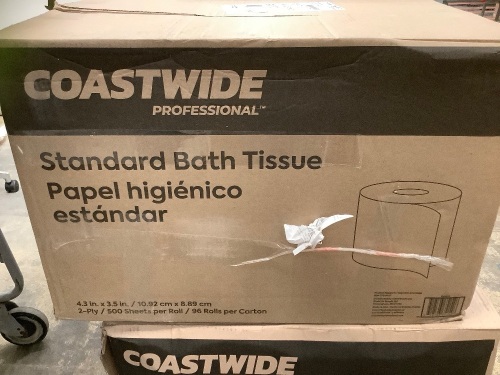 COASTWIDE
PROFESSIONAL™
Standard Bath Tissue
Papel higiénico
estándar
4.3 in. x 3.5 in. / 10.92 cm x 8.89 cm
2-Ply / 500 Sheets per Roll / 96 Rolls per Carton
COASTWIDE